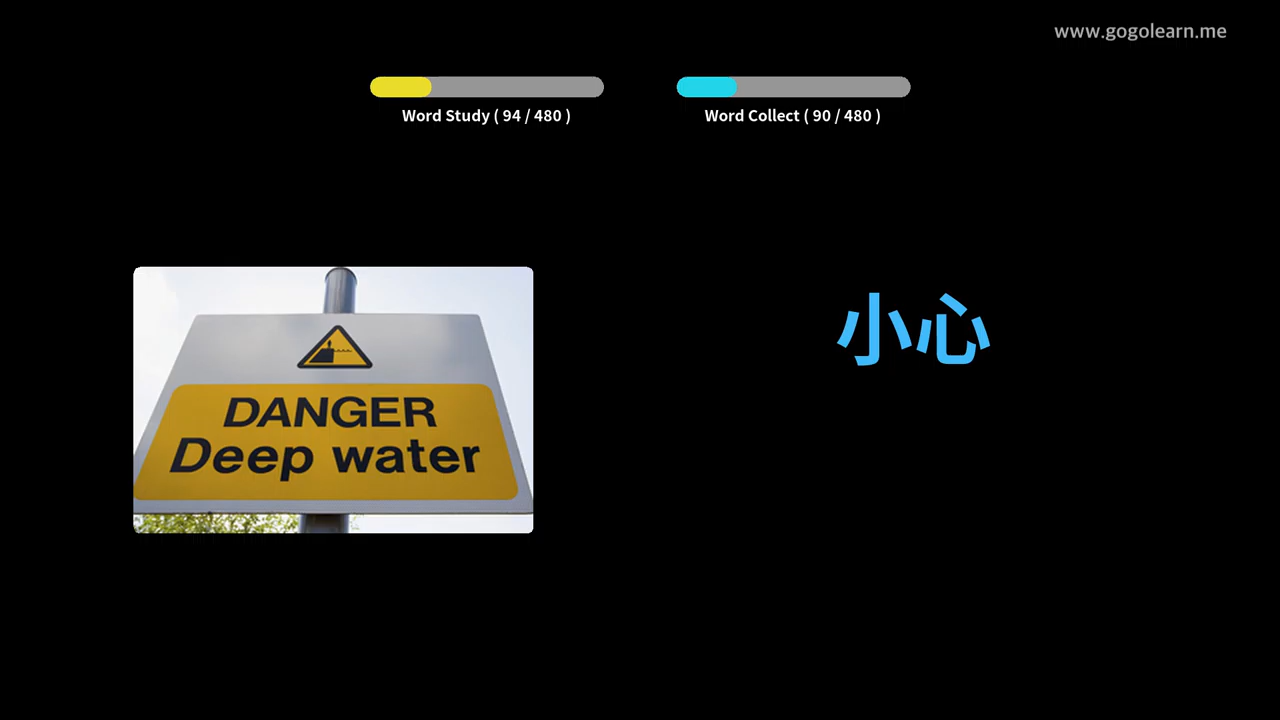 www.gogolearn.me
Word Study ( 94 / 480 )
Word Collect ( 90 / 480 )
DANGER
Deep water
小心